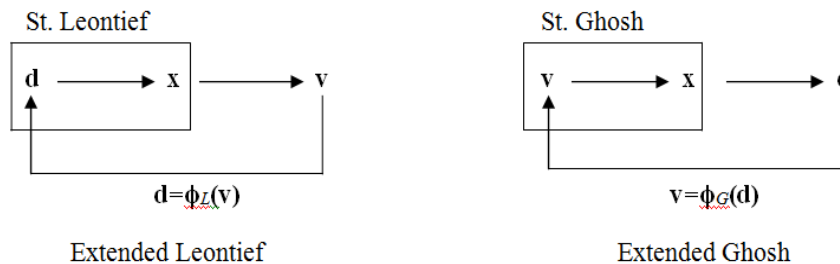 St. Leontief
d x v
d=ϕL(v)
Extended Leontief
St. Ghosh
v x
v=ϕG(d)
Extended Ghosh